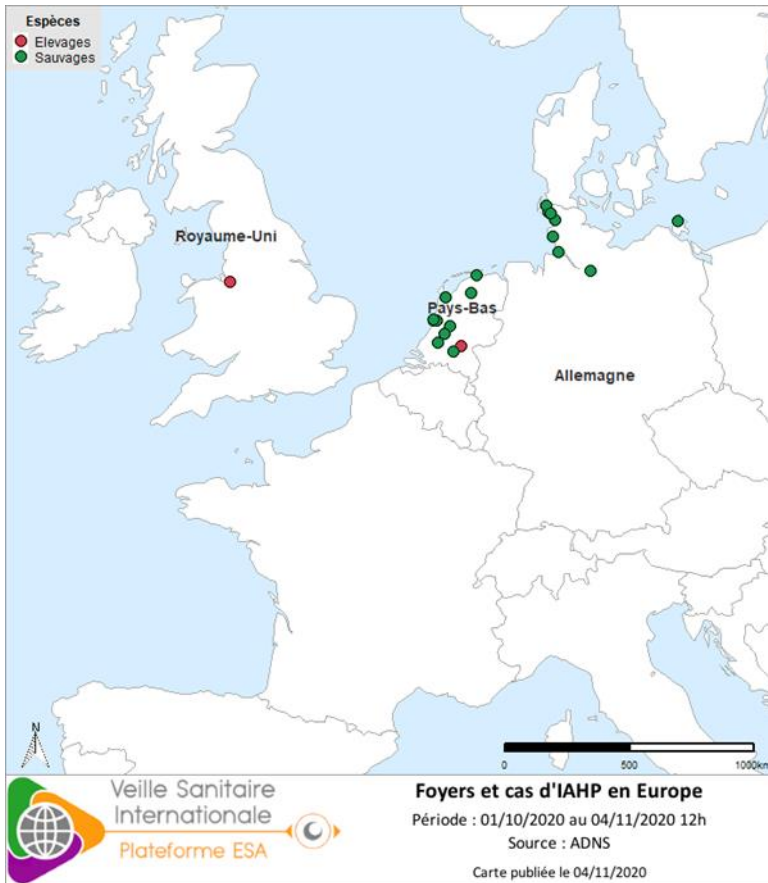 Espèces
Elevages
Sauvages
Royaume-Uni
Pays-Bas
Allemagne
N
0 500 1000km
Veille Sanitaire
Internationale
Plateforme ESA
Foyers et cas d'IAHP en Europe
Période : 01/10/2020 au 04/11/2020 12h
Source : ADNS
Carte publiée le 04/11/2020